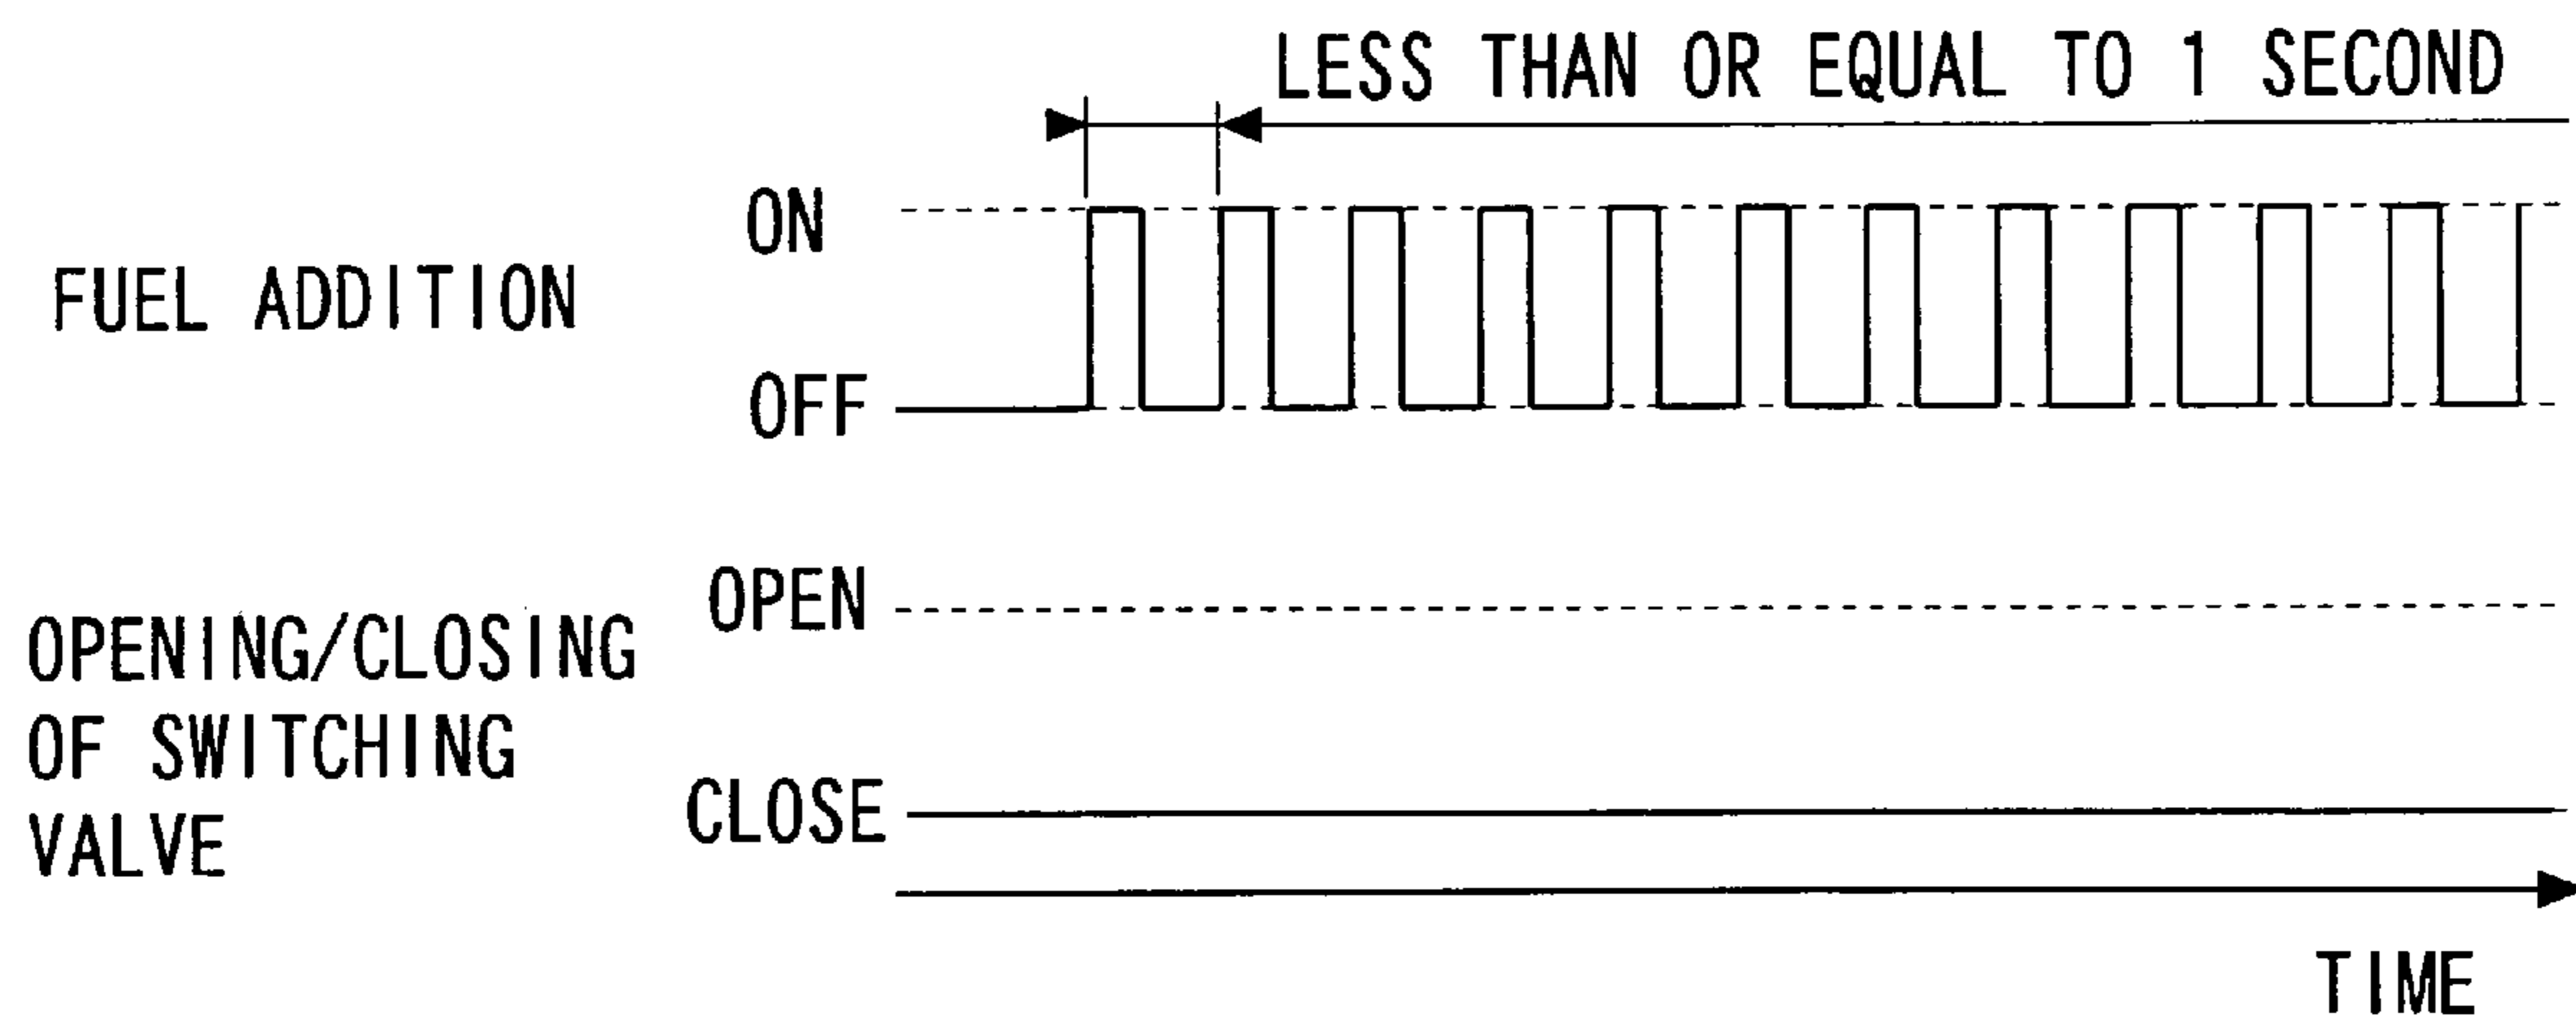 LESS THAN OR EQUAL TO 1 SECOND
ON
FUEL ADDITION
OFF
OPEN
OPENING/CLOSING
OF SWITCHING
VALVE
CLOSE
TIME